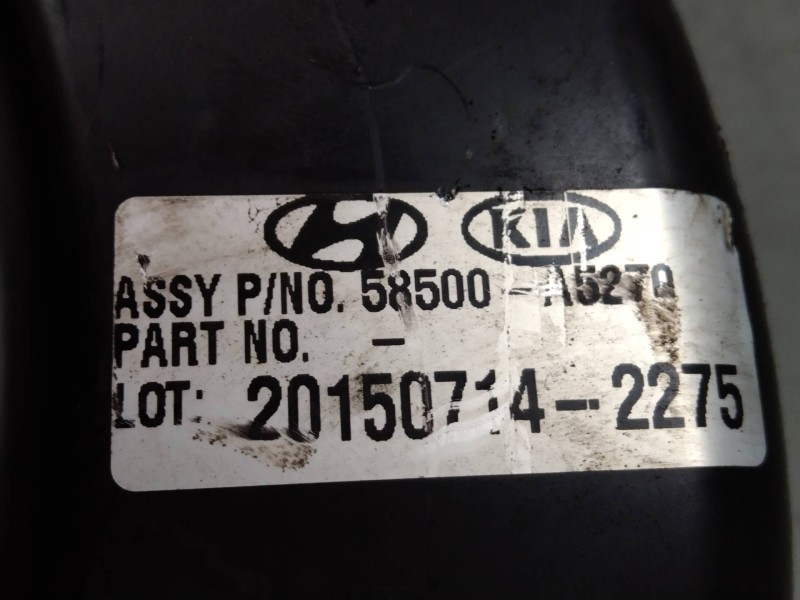 KIA
ASSY P/NO. 58500-A5270
PART NO. -
LOT: 20150714-2275